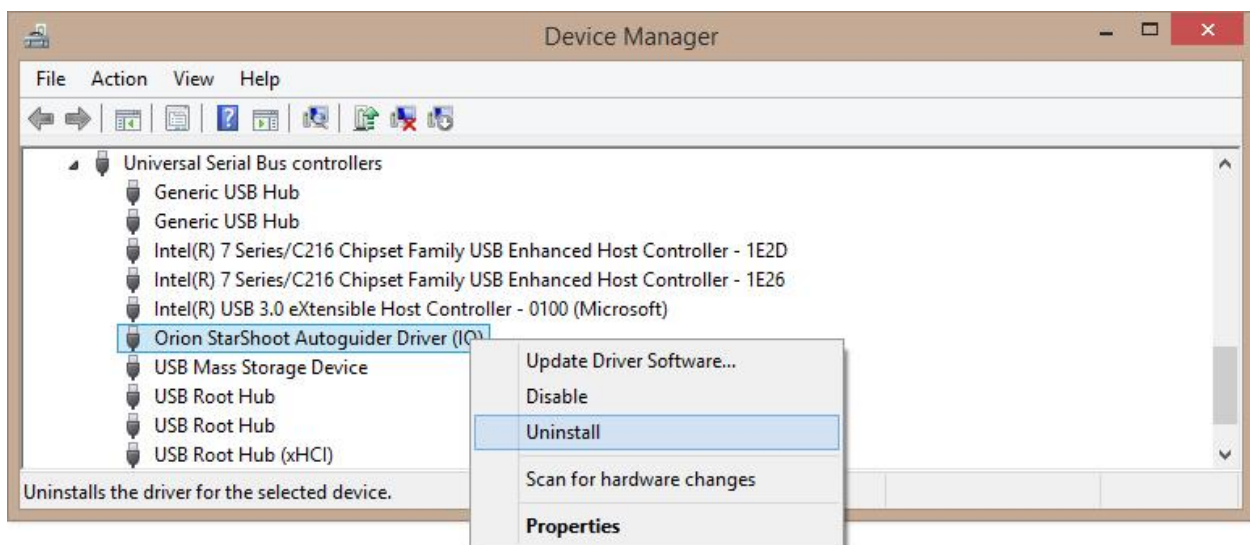 Device Manager
File Action View Help
Universal Serial Bus controllers
Generic USB Hub
Generic USB Hub
Intel(R) 7 Series/C216 Chipset Family USB Enhanced Host Controller - 1E2D
Intel(R) 7 Series/C216 Chipset Family USB Enhanced Host Controller - 1E26
Intel(R) USB 3.0 eXtensible Host Controller - 0100 (Microsoft)
Orion StarShoot Autoguider Driver (IO)
USB Mass Storage Device
USB Root Hub
USB Root Hub
USB Root Hub (xHCI)
Update Driver Software...
Disable
Uninstall
Scan for hardware changes
Properties
Uninstalls the driver for the selected device.